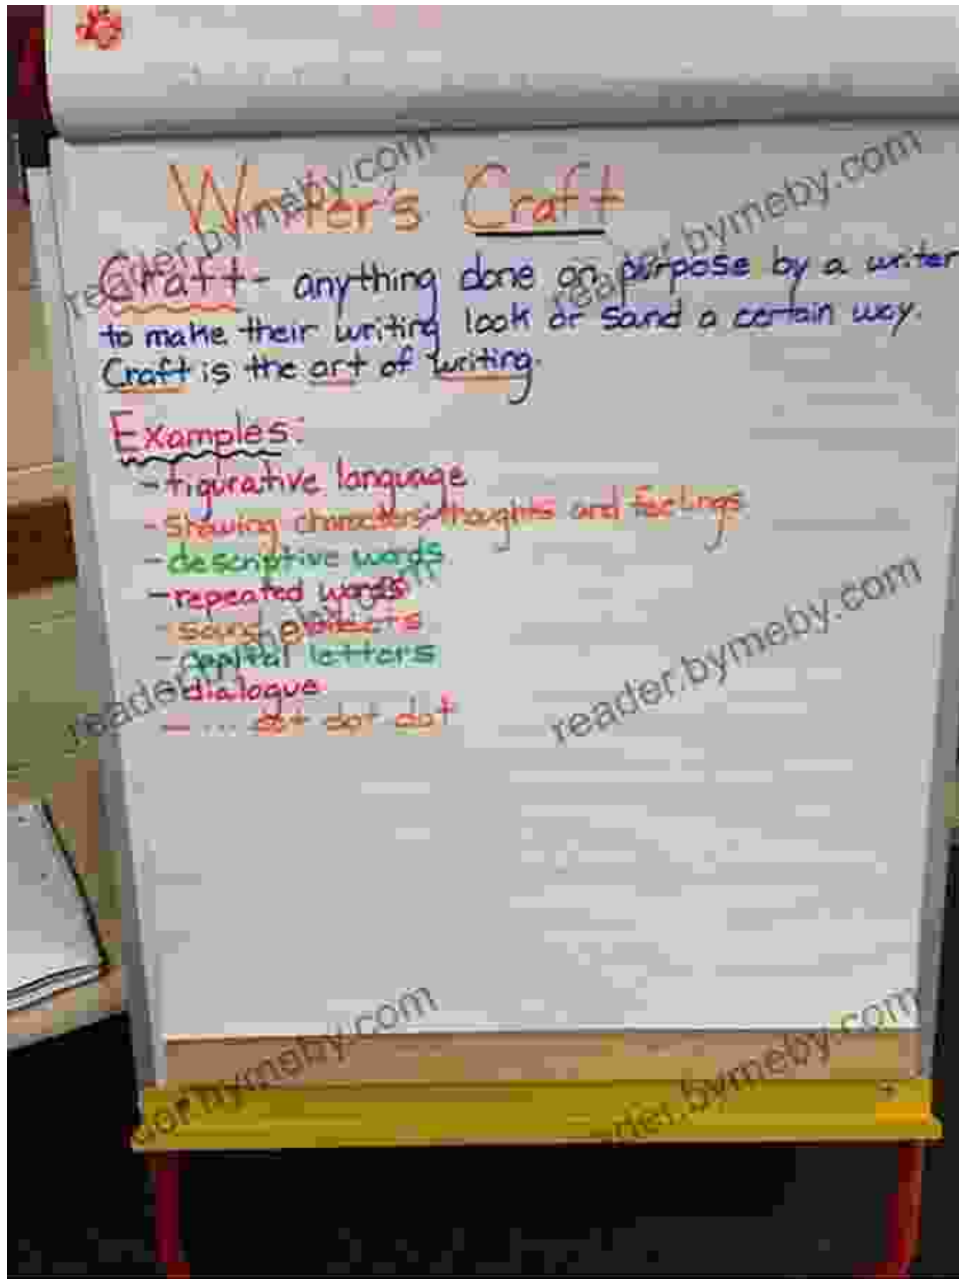 Writer's Craft
Craft - anything done on purpose by a writer
to make their writing look or sand a certain way.
Craft is the art of writing.
Examples:
- figurative language
- showing characters thoughts and feelings
- descriptive words
- repeated words
- sound effects
- capital letters
- dialogue
- ... dot dot dot
reader.bymeby.com
reader.bymeby.com
reader.bymeby.com
reader.bymeby.com
reader.bymeby.com
reader.bymeby.com